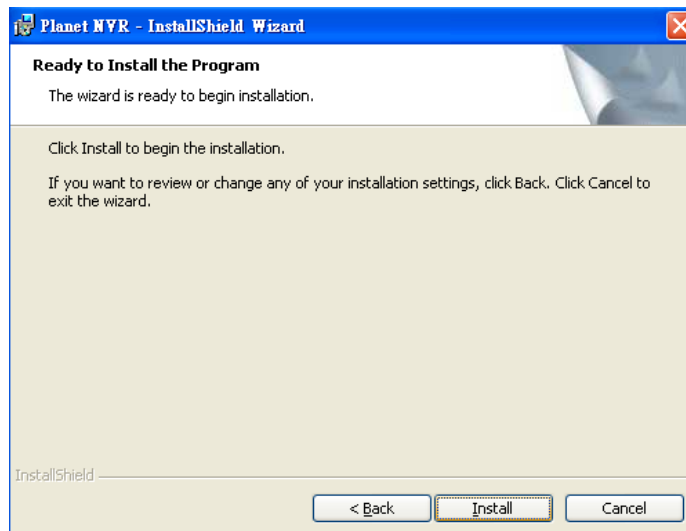 Planet NVR - InstallShield Wizard
Ready to Install the Program
The wizard is ready to begin installation.
Click Install to begin the installation.
If you want to review or change any of your installation settings, click Back. Click Cancel to
exit the wizard.
InstallShield
< Back Install Cancel